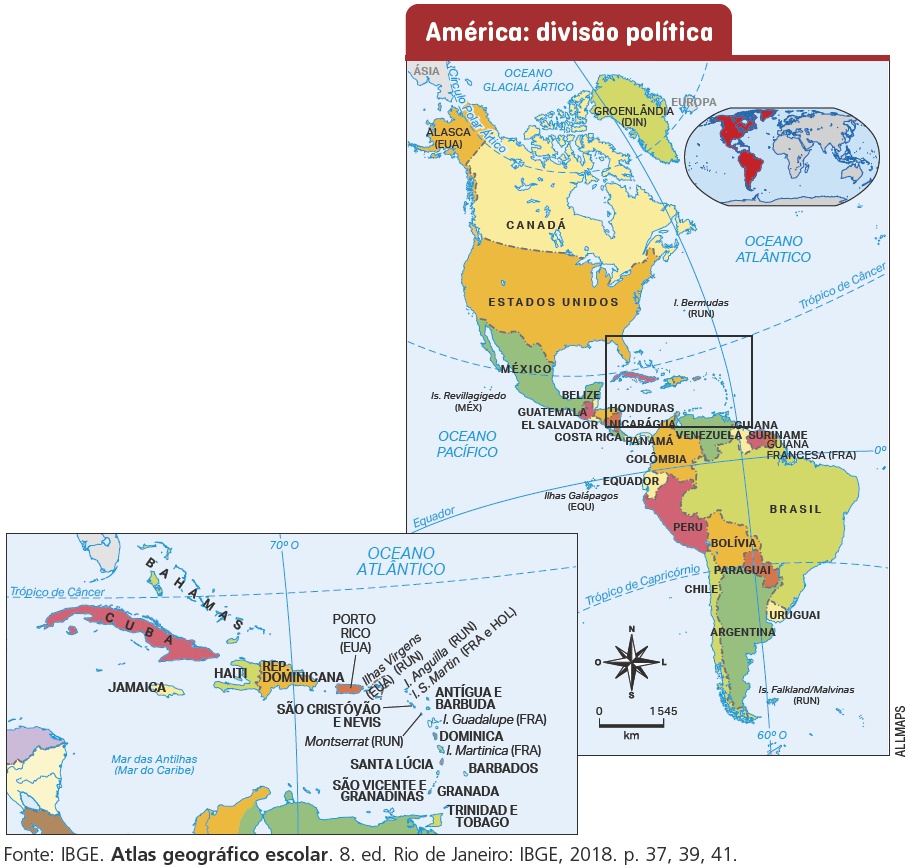 América: divisão política
ÁSIA
OCEANO
GLACIAL ÁRTICO
Círculo Polar Ártico
EUROPA
GROENLÂNDIA
(DIN)
ALASCA
(EUA)
CANADÁ
OCEANO
ATLÂNTICO
Trópico de Câncer
ESTADOS UNIDOS
I. Bermudas
(RUN)
MÉXICO
Is. Revillagigedo
(MÉX)
BELIZE
GUATEMALA
HONDURAS
EL SALVADOR
NICARÁGUA
COSTA RICA
PANAMÁ
VENEZUELA
GUIANA
SURINAME
GUIANA
FRANCESA (FRA)
OCEANO
PACÍFICO
COLÔMBIA
0º
EQUADOR
Ilhas Galápagos
(EQU)
Equador
BRASIL
PERU
BOLÍVIA
PARAGUAI
Trópico de Capricórnio
CHILE
URUGUAI
ARGENTINA
N
O
L
S
Is. Falkland/Malvinas
(RUN)
0
1 545
km
60º O
ALLMAPS
70º O
OCEANO
ATLÂNTICO
BAHAMAS
Trópico de Câncer
CUBA
PORTO
RICO
(EUA)
Ilhas Virgens
(EUA) (RUN)
I. Anguilla (RUN)
I. S. Martin (FRA e HOL)
HAITI
REP.
DOMINICANA
JAMAICA
ANTÍGUA E
BARBUDA
SÃO CRISTÓVÃO
E NÉVIS
I. Guadalupe (FRA)
Montserrat (RUN)
DOMINICA
I. Martinica (FRA)
Mar das Antilhas
(Mar do Caribe)
SANTA LÚCIA
BARBADOS
SÃO VICENTE E
GRANADINAS
GRANADA
TRINIDAD E
TOBAGO
Fonte: IBGE. Atlas geográfico escolar. 8. ed. Rio de Janeiro: IBGE, 2018. p. 37, 39, 41.